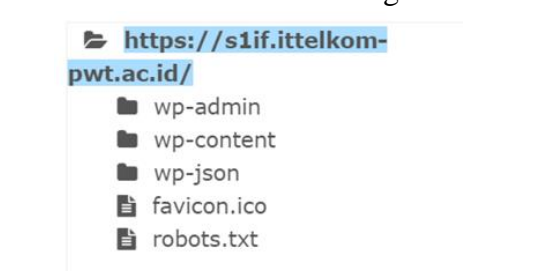 https://s1if.ittelkom-
pwt.ac.id/
wp-admin
wp-content
wp-json
favicon.ico
robots.txt